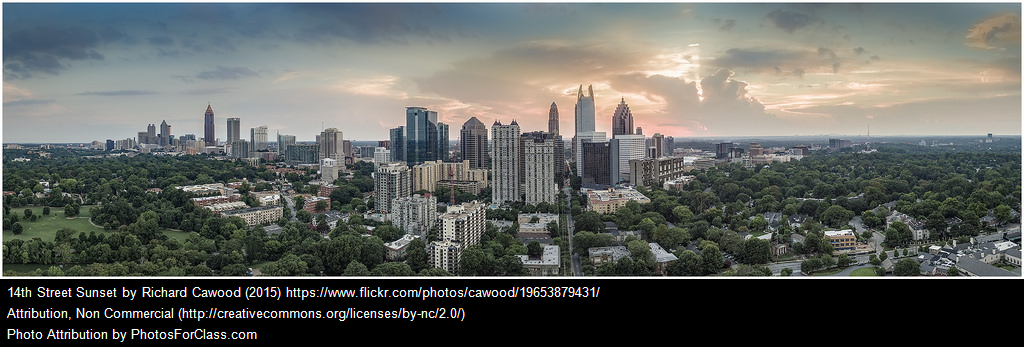 14th Street Sunset by Richard Cawood (2015) https://www.flickr.com/photos/cawood/19653879431/
Attribution, Non Commercial (http://creativecommons.org/licenses/by-nc/2.0/)
Photo Attribution by PhotosForClass.com